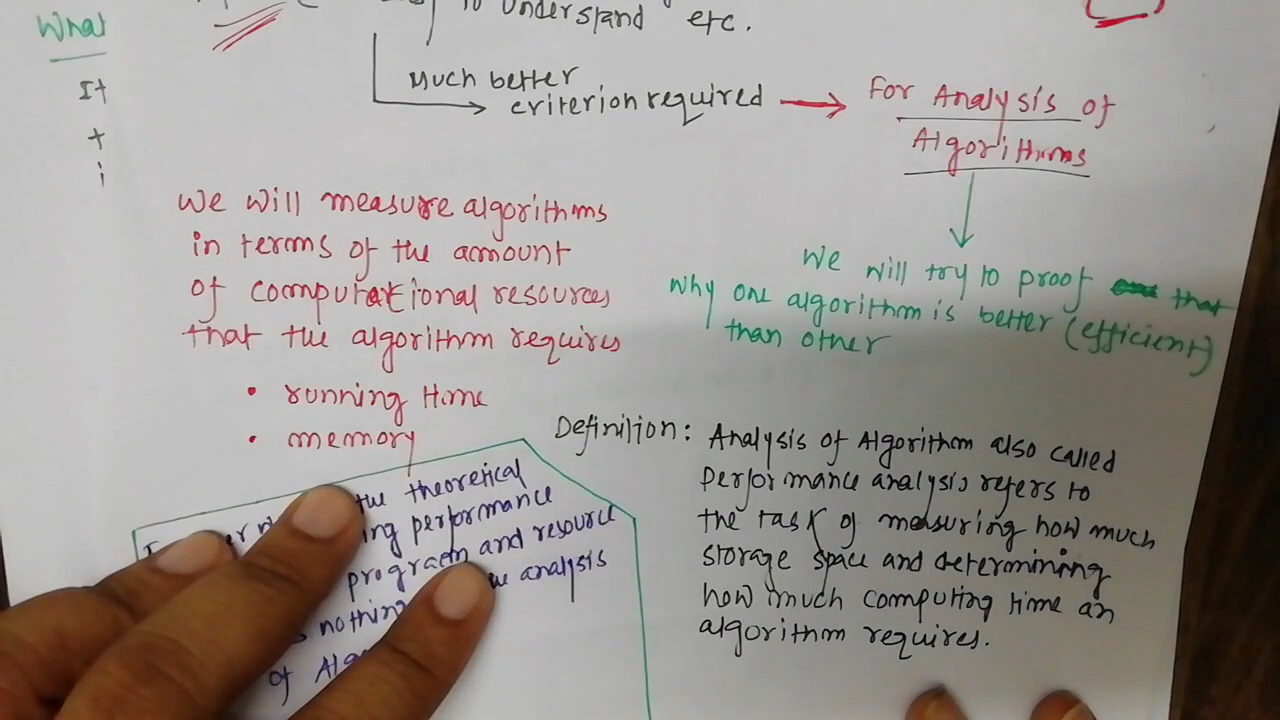 What
to understand" etc.
It
t
i
Much better
criterion required
For Analysis of
Algorithms
We will measure algorithms
in terms of the amount
of computational resources
that the algorithm requires
• running time
• memory
We will try to proof that
why one algorithm is better (efficient)
than other
Definition: Analysis of Algorithm also called
Performance analysis refers to
the task of measuring how much
storage space and determining
how much computing time an
algorithm requires.
the theoretical
performance
program and resource
nothing analysis
of